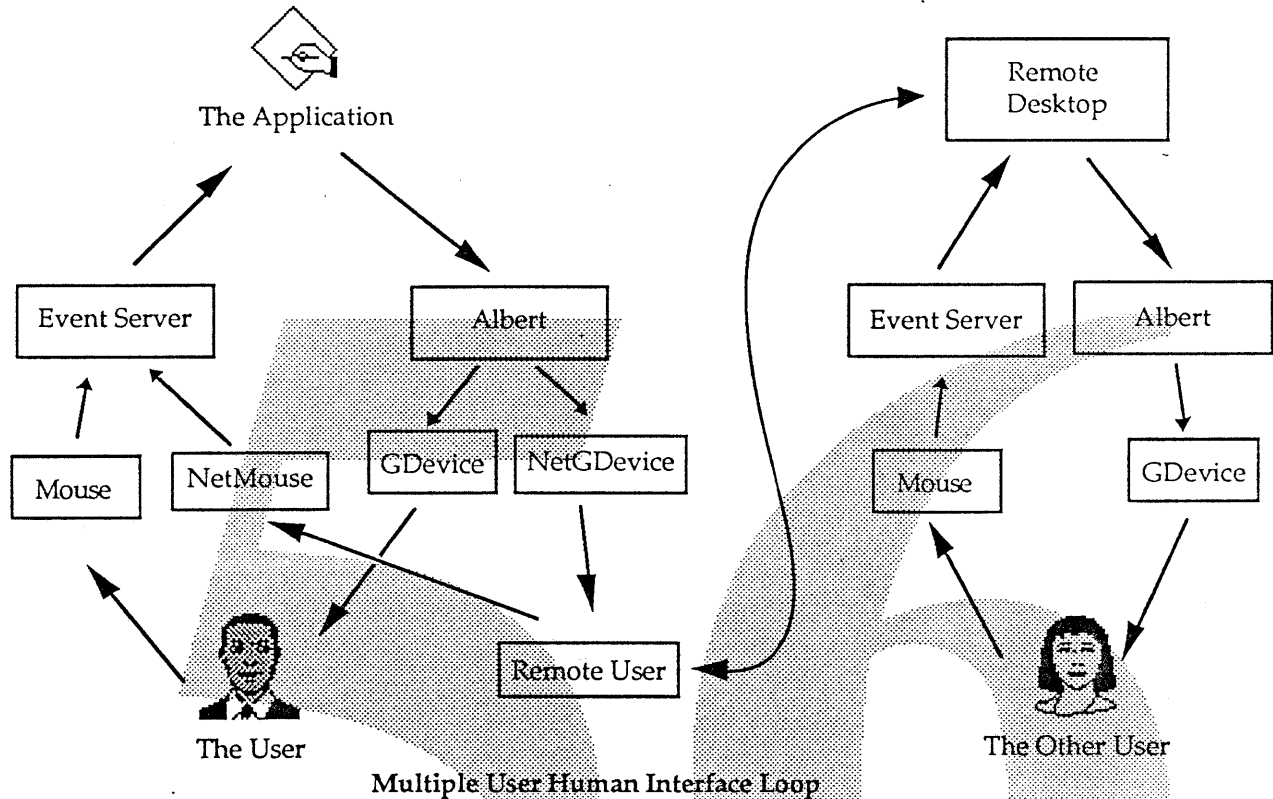 The Application
Remote
Desktop
Event Server
Albert
Event Server
Albert
Mouse
NetMouse
GDevice
NetGDevice
Mouse
GDevice
Remote User
The User
The Other User
Multiple User Human Interface Loop